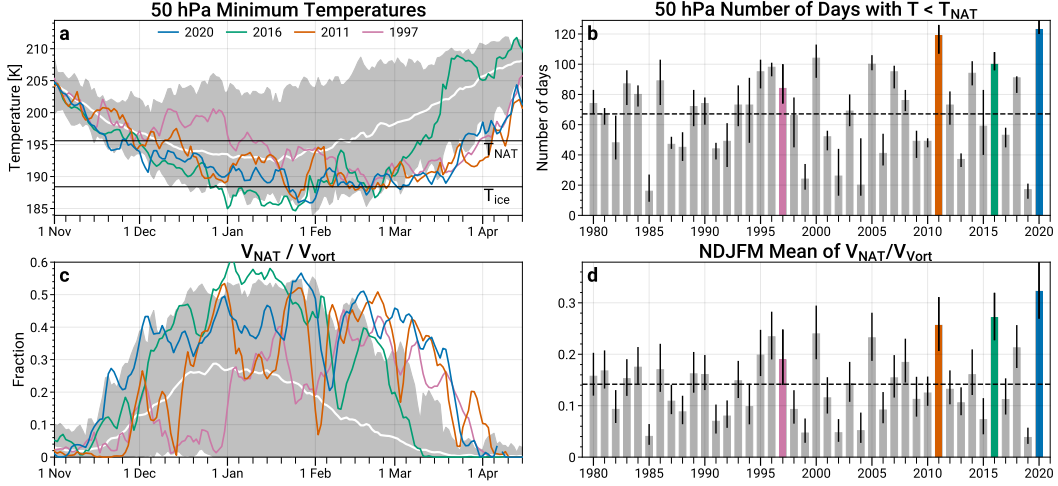 50 hPa Minimum Temperatures
a
2020 2016 2011 1997
Temperature [K]
210
205
200
195
190
185
T_NAT
T_ice
1 Nov 1 Dec 1 Jan 1 Feb 1 Mar 1 Apr
50 hPa Number of Days with T < T_NAT
b
Number of days
120
100
80
60
40
20
0
1980 1985 1990 1995 2000 2005 2010 2015 2020
V_NAT / V_vort
c
Fraction
0.6
0.5
0.4
0.3
0.2
0.1
0
1 Nov 1 Dec 1 Jan 1 Feb 1 Mar 1 Apr
NDJFM Mean of V_NAT/V_Vort
d
0.3
0.2
0.1
0
1980 1985 1990 1995 2000 2005 2010 2015 2020